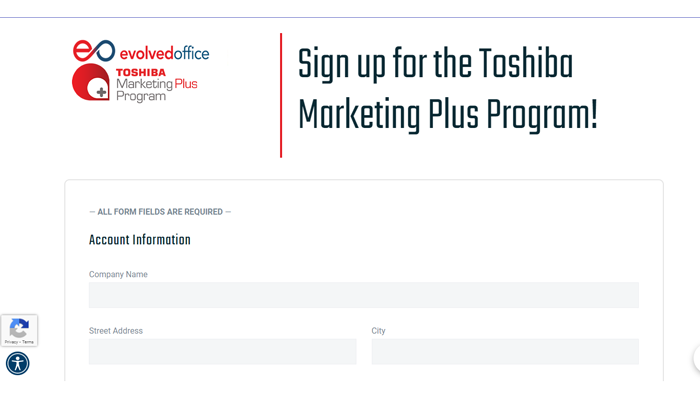 evolvedoffice
TOSHIBA
Marketing Plus
Program
Sign up for the Toshiba
Marketing Plus Program!
— ALL FORM FIELDS ARE REQUIRED —
Account Information
Company Name
Street Address
City
Privacy - Terms